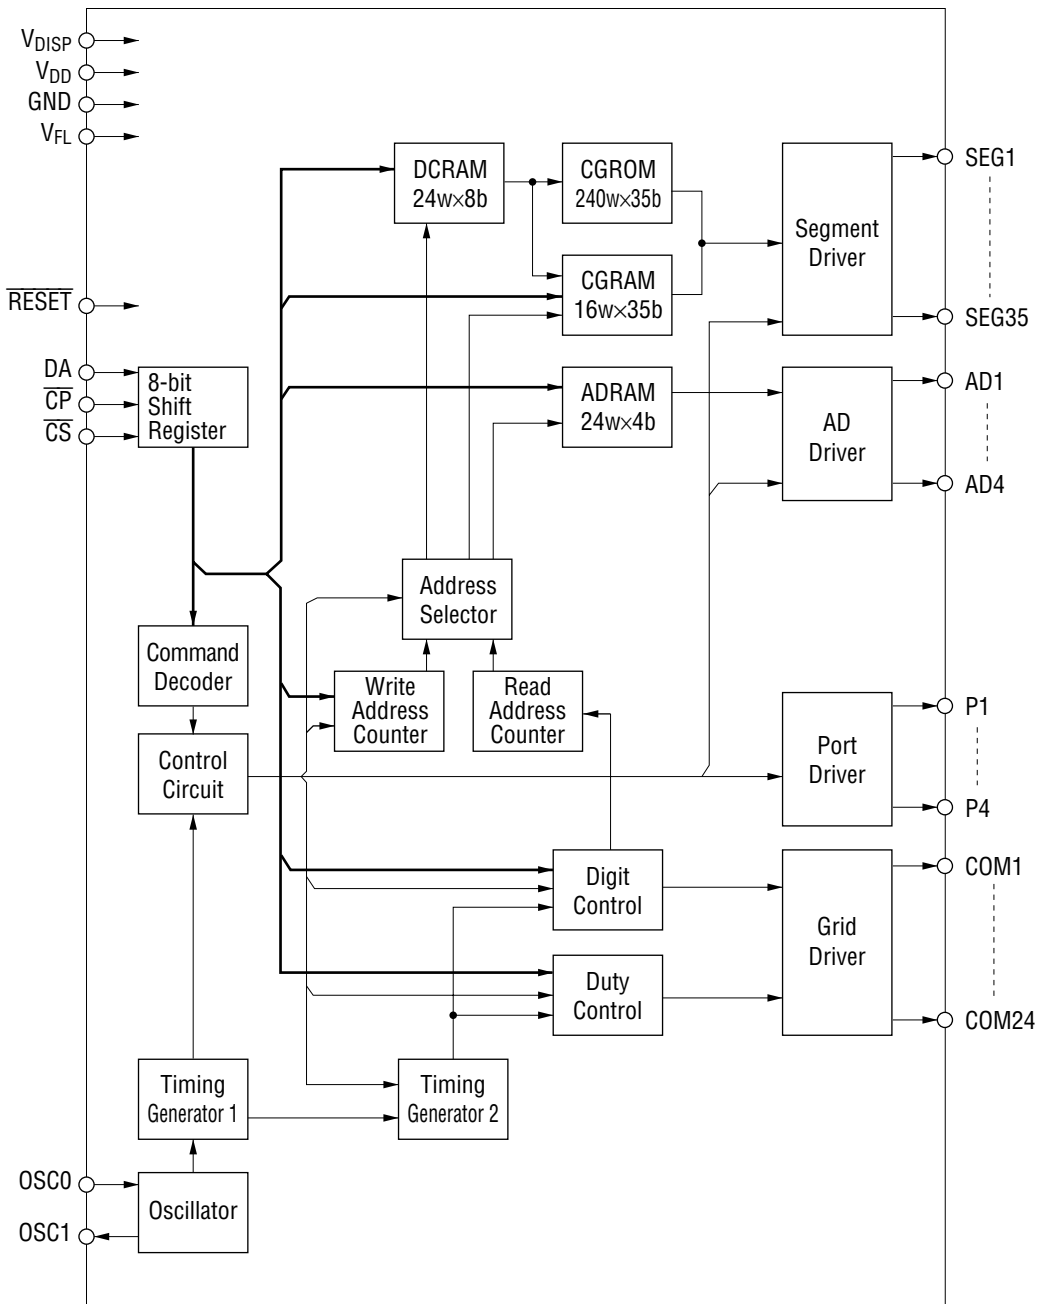 VDISP
VDD
GND
VFL
RESET
DA
CP
CS
8-bit
Shift
Register
DCRAM
24w×8b
CGROM
240w×35b
CGRAM
16w×35b
Segment
Driver
SEG1
SEG35
ADRAM
24w×4b
AD
Driver
AD1
AD4
Address
Selector
Command
Decoder
Write
Address
Counter
Read
Address
Counter
Control
Circuit
Port
Driver
P1
P4
Digit
Control
Duty
Control
Grid
Driver
COM1
COM24
Timing
Generator 1
Timing
Generator 2
OSC0
OSC1
Oscillator